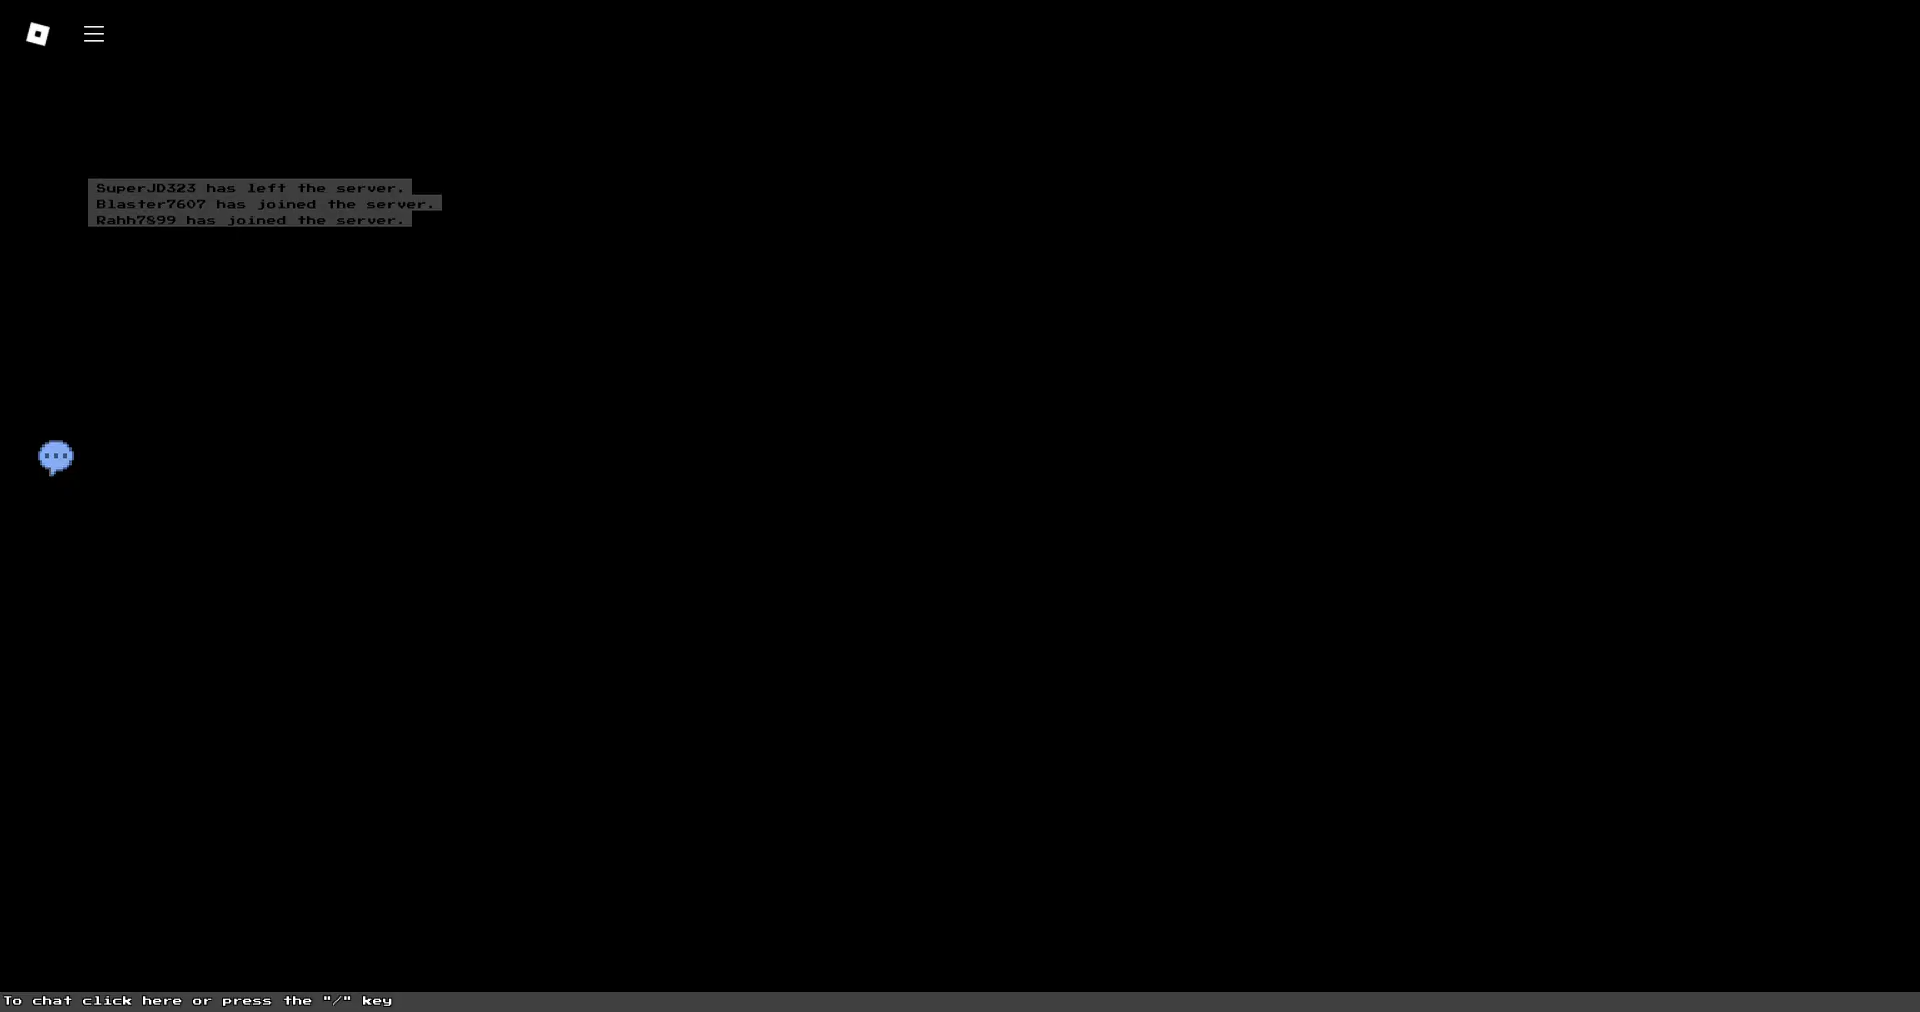 SuperJD323 has left the server.
Blaster7607 has joined the server.
Rahh7899 has joined the server.
To chat click here or press the "/" key